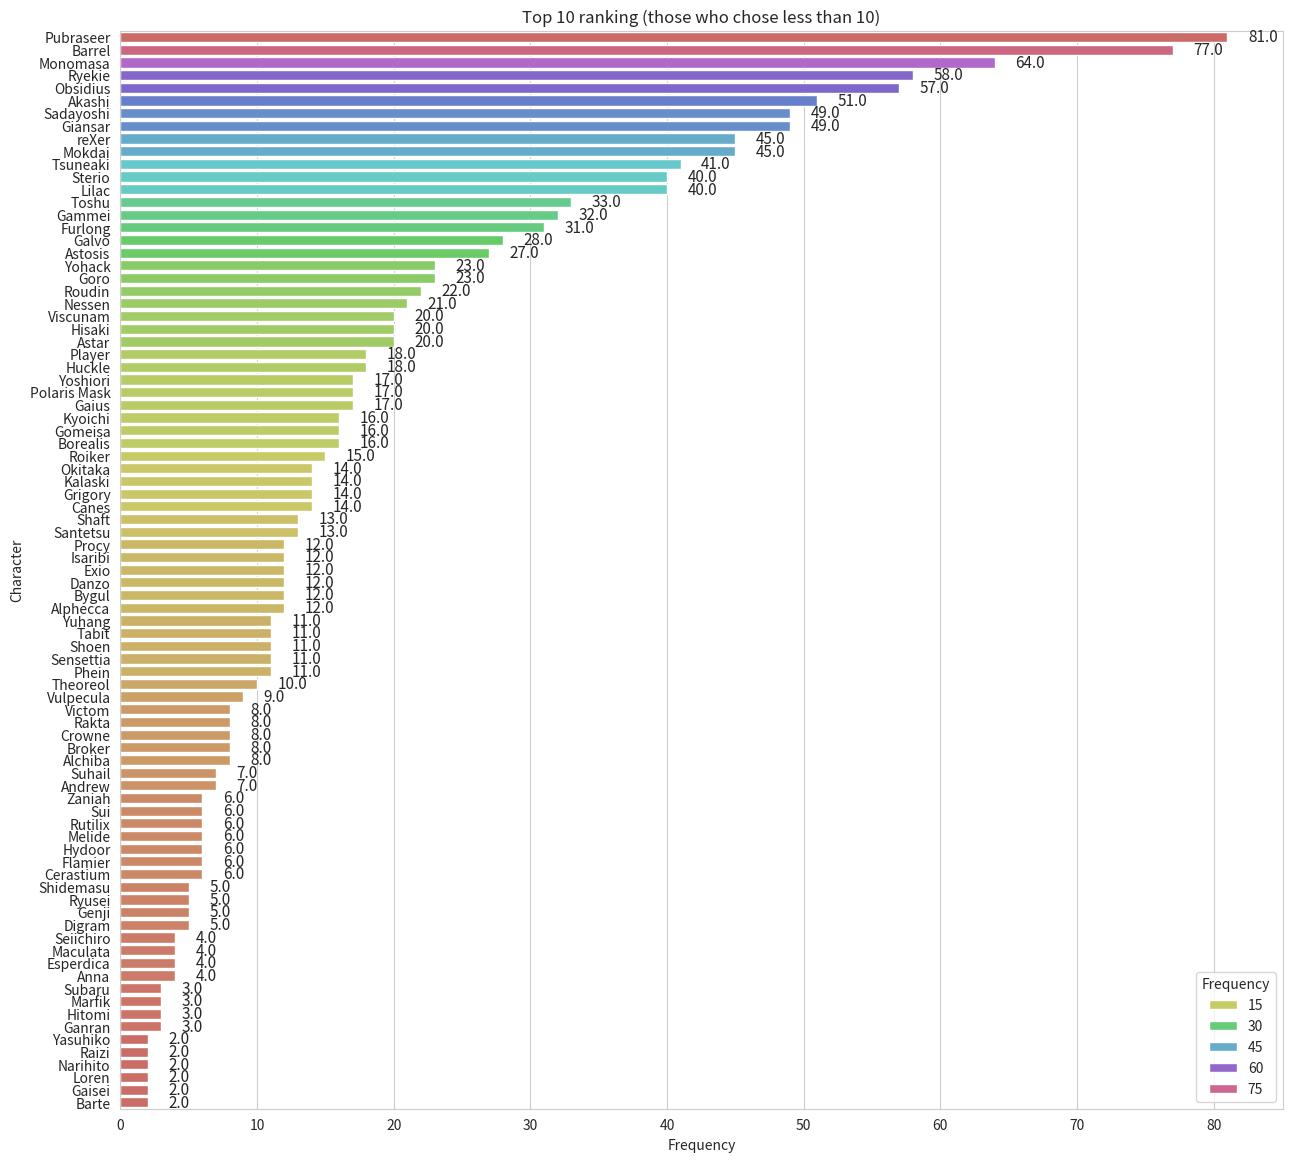 Top 10 ranking (those who chose less than 10)
Pubraseer 81.0
Barrel 77.0
Monomasa 64.0
Ryekie 58.0
Obsidius 57.0
Akashi 51.0
Sadayoshi 49.0
Giansar 49.0
reXer 45.0
Mokdai 45.0
Tsuneaki 41.0
Sterio 40.0
Lilac 40.0
Toshu 33.0
Gammei 32.0
Furlong 31.0
Galvo 28.0
Astosis 27.0
Yohack 23.0
Goro 23.0
Roudin 22.0
Nessen 21.0
Viscunam 20.0
Hisaki 20.0
Astar 20.0
Player 18.0
Huckle 18.0
Yoshiori 17.0
Polaris Mask 17.0
Gaius 17.0
Kyoichi 16.0
Gomeisa 16.0
Borealis 16.0
Roiker 15.0
Okitaka 14.0
Kalaski 14.0
Grigory 14.0
Canes 14.0
Shaft 13.0
Santetsu 13.0
Procy 12.0
Isaribi 12.0
Exio 12.0
Danzo 12.0
Bygul 12.0
Alphecca 12.0
Yuhang 11.0
Tabit 11.0
Shoen 11.0
Sensettia 11.0
Phein 11.0
Theoreol 10.0
Vulpecula 9.0
Victom 8.0
Rakta 8.0
Crowne 8.0
Broker 8.0
Alchiba 8.0
Suhail 7.0
Andrew 7.0
Zaniah 6.0
Sui 6.0
Rutilix 6.0
Melide 6.0
Hydoor 6.0
Flamier 6.0
Cerastium 6.0
Shidemasu 5.0
Ryusei 5.0
Genji 5.0
Digram 5.0
Seiichiro 4.0
Maculata 4.0
Esperdica 4.0
Anna 4.0
Subaru 3.0
Marfik 3.0
Hitomi 3.0
Ganran 3.0
Yasuhiko 2.0
Raizi 2.0
Narihito 2.0
Loren 2.0
Gaisei 2.0
Barte 2.0
Character
0 10 20 30 40 50 60 70 80
Frequency
Frequency
15
30
45
60
75